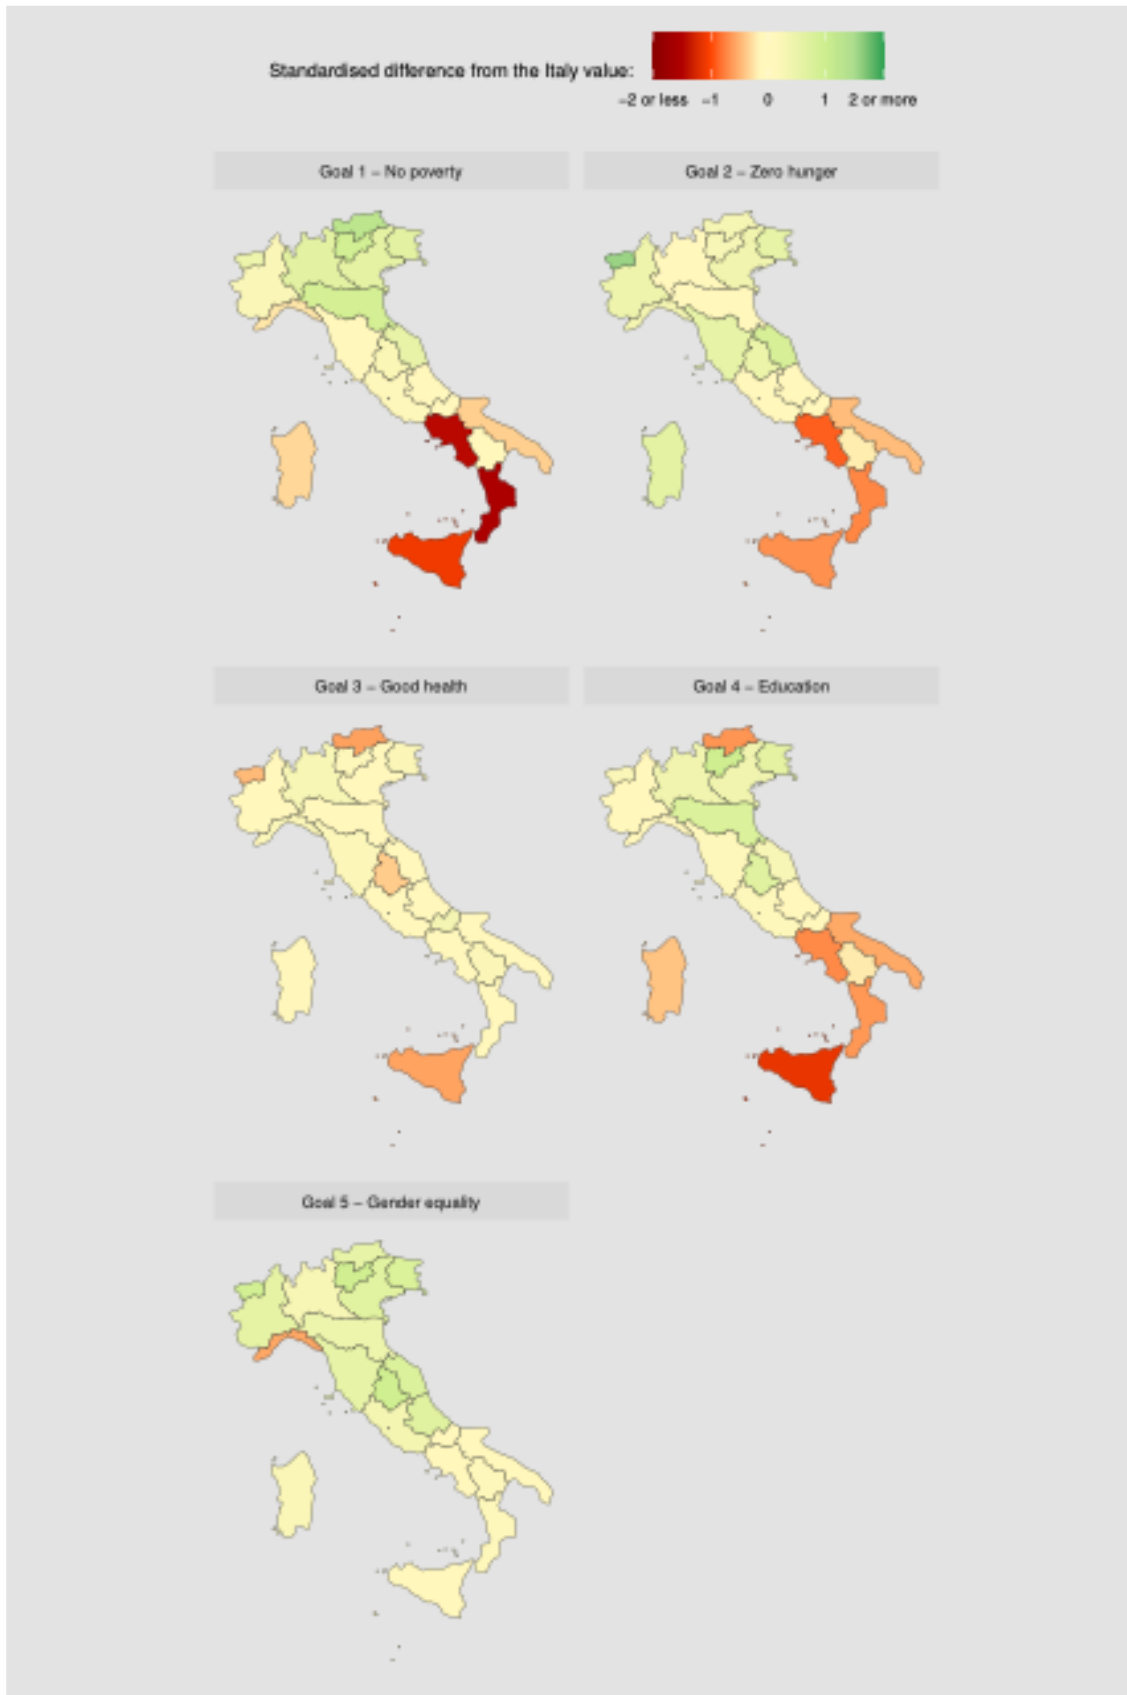 Standardised difference from the Italy value:
−2 or less −1 0 1 2 or more
Goal 1 – No poverty
Goal 2 – Zero hunger
Goal 3 – Good health
Goal 4 – Education
Goal 5 – Gender equality